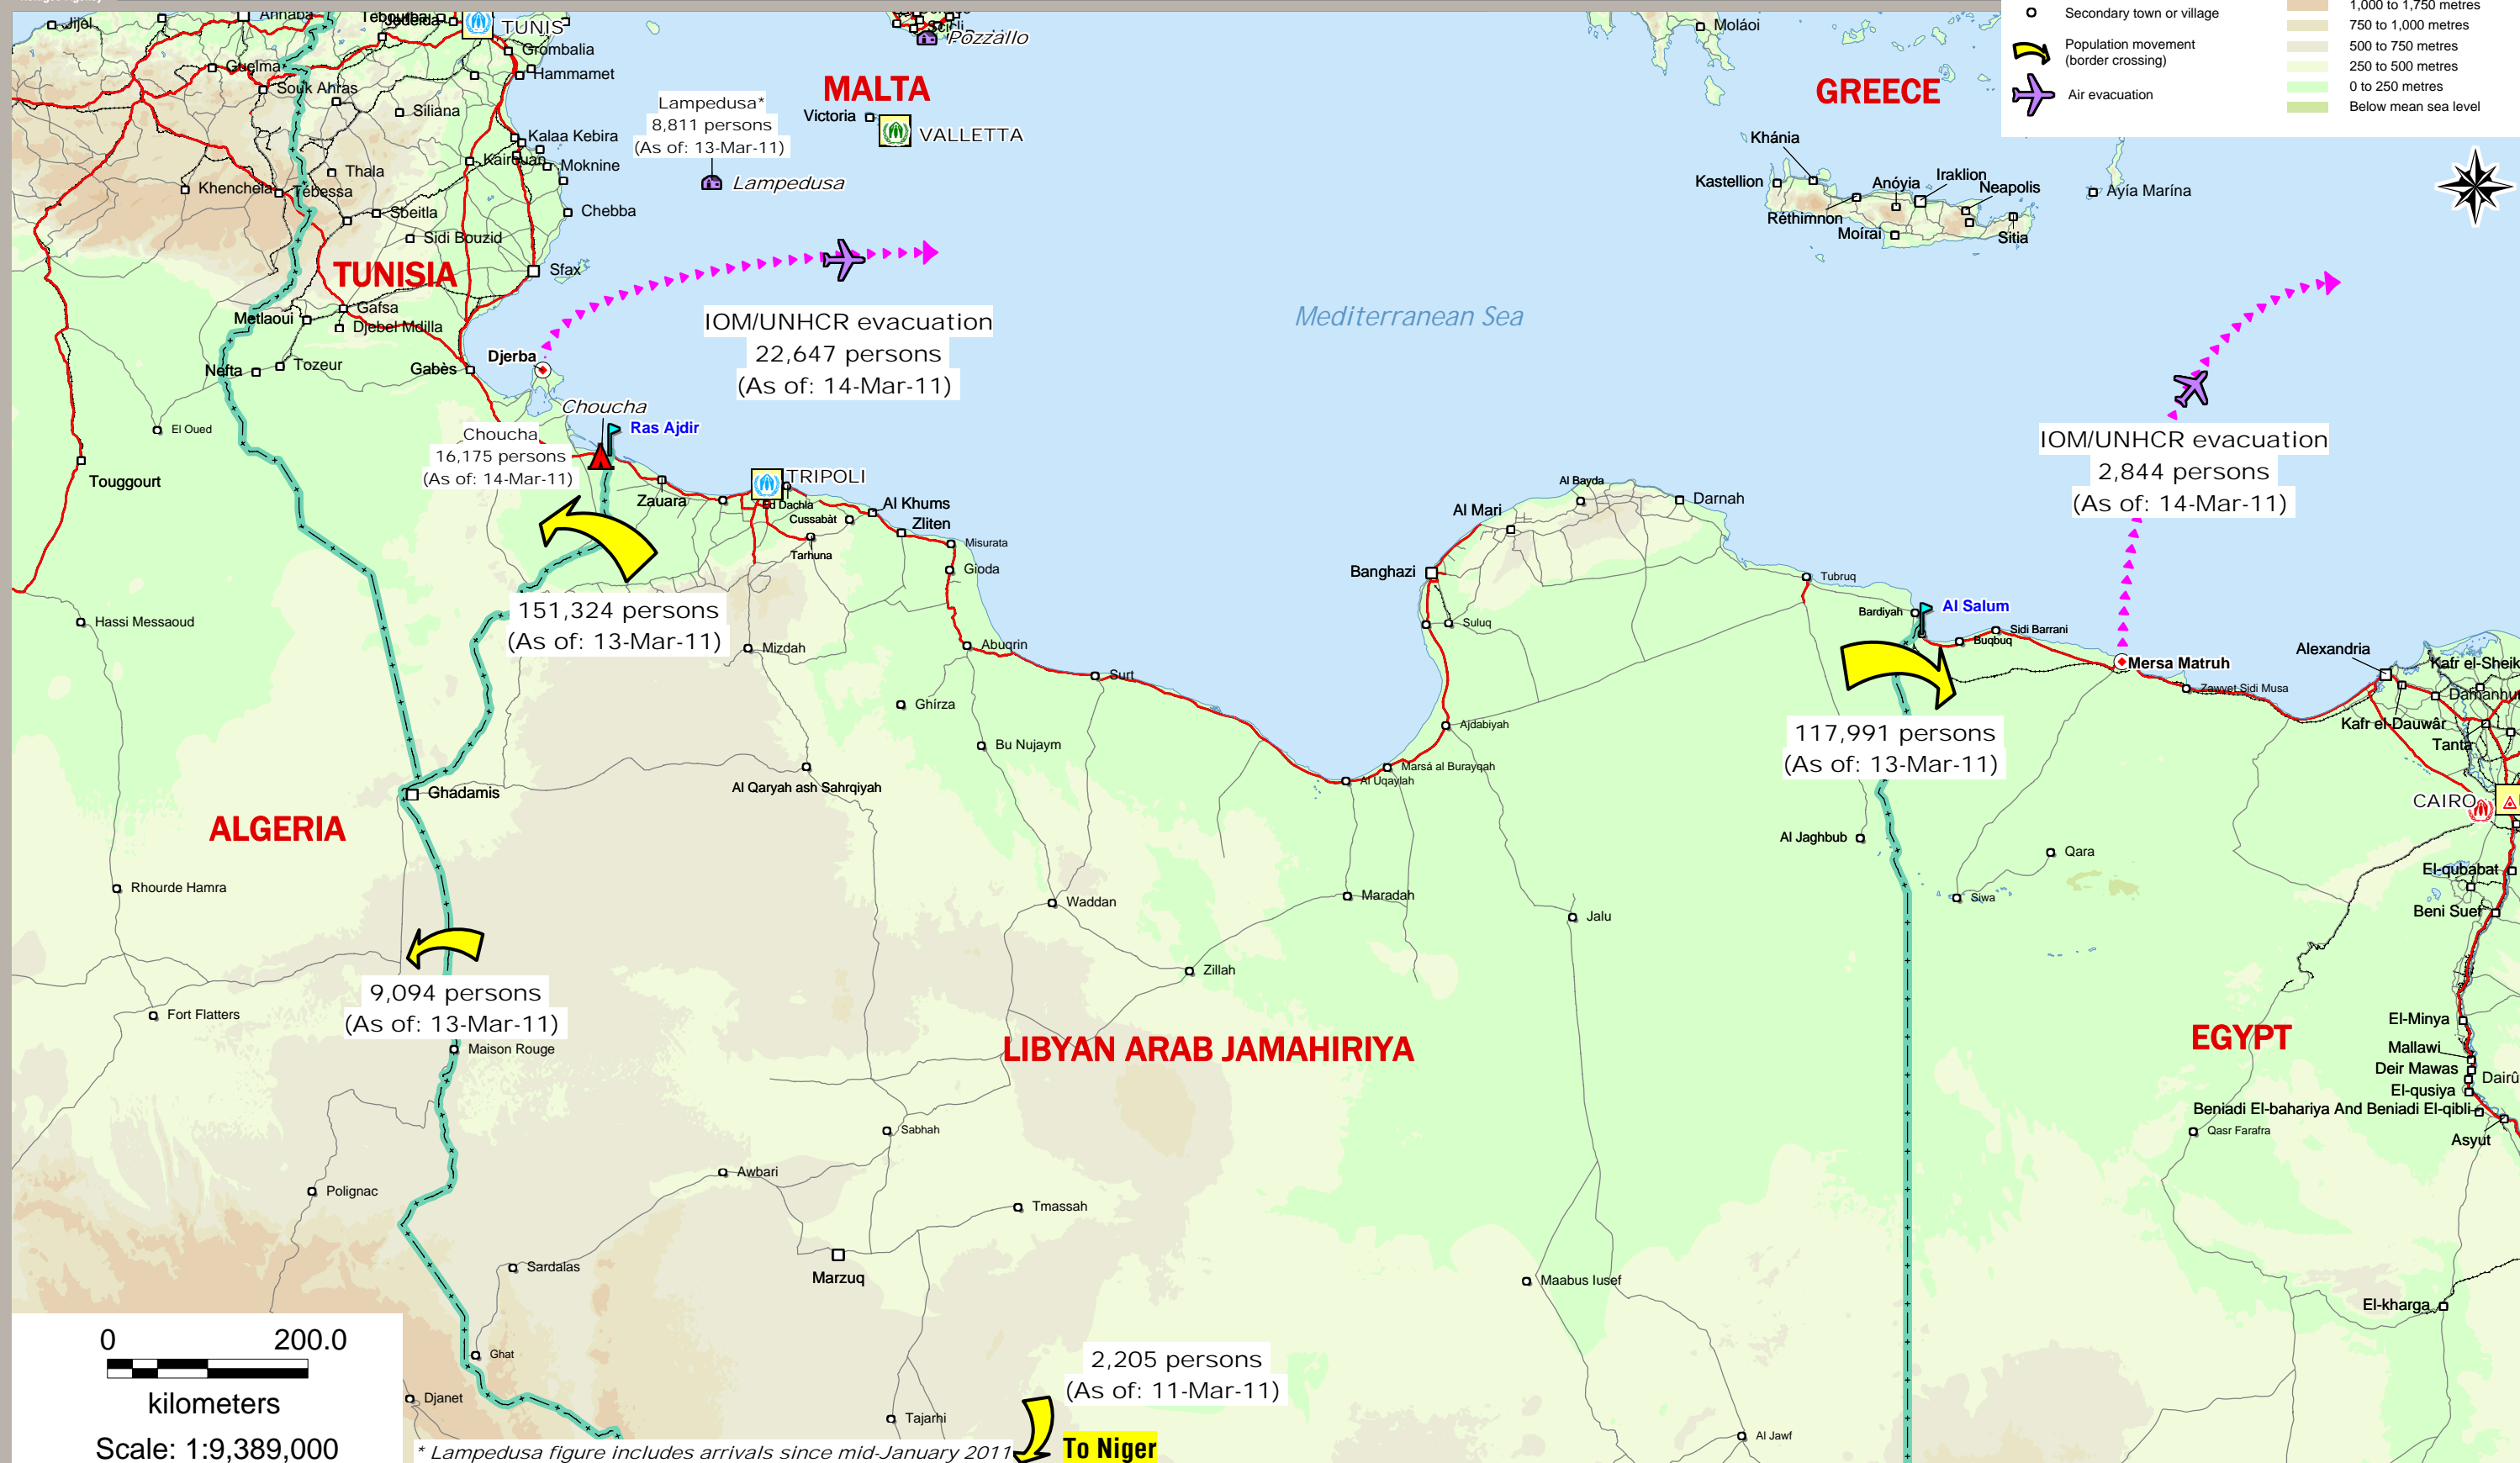 Jijel
Annaba
TUNIS
Grombalia
Hammamet
Guelma
Souk Ahras
Siliana
Kalaa Kebira
Kairouan
Moknine
Thala
Khenchela
Tébessa
Sbeitla
Chebba
Sidi Bouzid
TUNISIA
Sfax
Gafsa
Metlaoui
Djebel Mdilla
Tozeur
Nefta
Gabès
Djerba
El Oued
Touggourt
Hassi Messaoud
Pozzallo
MALTA
Victoria
VALLETTA
Lampedusa*
8,811 persons
(As of: 13-Mar-11)
Lampedusa
IOM/UNHCR evacuation
22,647 persons
(As of: 14-Mar-11)
Choucha
Choucha
16,175 persons
(As of: 14-Mar-11)
Ras Ajdir
Moláoi
GREECE
Khánia
Kastellion
Anóyia
Iraklion
Neapolis
Réthimnon
Moírai
Sitia
Ayía Marína
Mediterranean Sea
Secondary town or village
Population movement
(border crossing)
Air evacuation
1,000 to 1,750 metres
750 to 1,000 metres
500 to 750 metres
250 to 500 metres
0 to 250 metres
Below mean sea level
IOM/UNHCR evacuation
2,844 persons
(As of: 14-Mar-11)
TRIPOLI
Zauara
Ed Dachla
Cussabàt
Al Khums
Zliten
Tarhuna
Misurata
Gioda
151,324 persons
(As of: 13-Mar-11)
Mizdah
Abuqrin
Surt
Ghírza
Bu Nujaym
Al Qaryah ash Sahrqiyah
Ghadamis
Al Bayda
Darnah
Al Mari
Banghazi
Suluq
Tubruq
Bardiyah
Al Salum
Buqbuq
Sidi Barrani
Mersa Matruh
Zawyet Sidi Musa
Alexandria
Kafr el-Sheik
Damanhu
Kafr el-Dauwâr
Tanta
CAIRO
Ajdabiyah
Marsá al Burayqah
Al Uqaylah
117,991 persons
(As of: 13-Mar-11)
Al Jaghbub
Qara
Siwa
El-qubabat
Beni Suef
ALGERIA
Rhourde Hamra
Waddan
Maradah
Jalu
Zillah
9,094 persons
(As of: 13-Mar-11)
Fort Flatters
Maison Rouge
LIBYAN ARAB JAMAHIRIYA
EGYPT
El-Minya
Mallawi
Deir Mawas
Dairû
El-qusiya
Beniadi El-bahariya And Beniadi El-qibli
Qasr Farafra
Asyut
Sabhah
Awbari
Polignac
Tmassah
Sardalas
Marzuq
Maabus Iusef
El-kharga
Ghat
Djanet
Tajarhi
Al Jawf
2,205 persons
(As of: 11-Mar-11)
To Niger
0 200.0
kilometers
Scale: 1:9,389,000
* Lampedusa figure includes arrivals since mid-January 2011